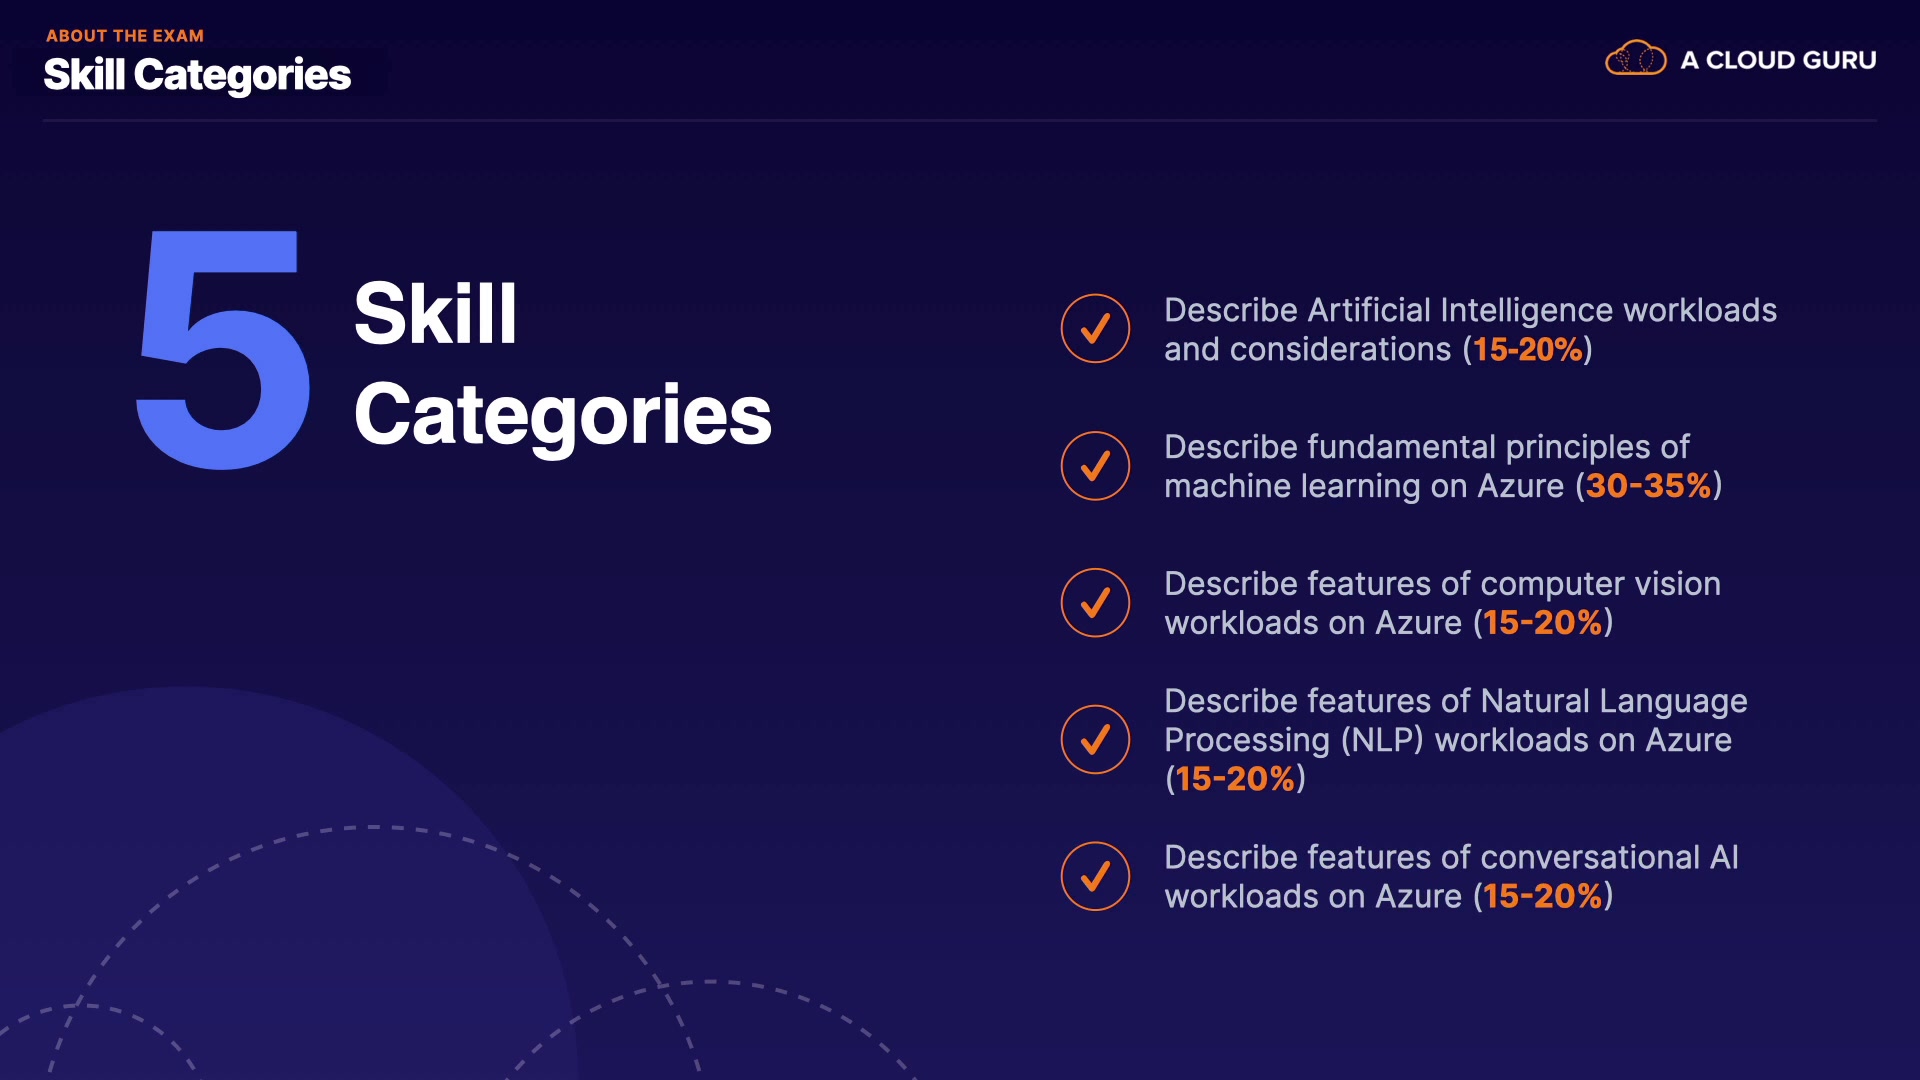 ABOUT THE EXAM
Skill Categories
A CLOUD GURU
5
Skill
Categories
Describe Artificial Intelligence workloads
and considerations (15-20%)
Describe fundamental principles of
machine learning on Azure (30-35%)
Describe features of computer vision
workloads on Azure (15-20%)
Describe features of Natural Language
Processing (NLP) workloads on Azure
(15-20%)
Describe features of conversational AI
workloads on Azure (15-20%)